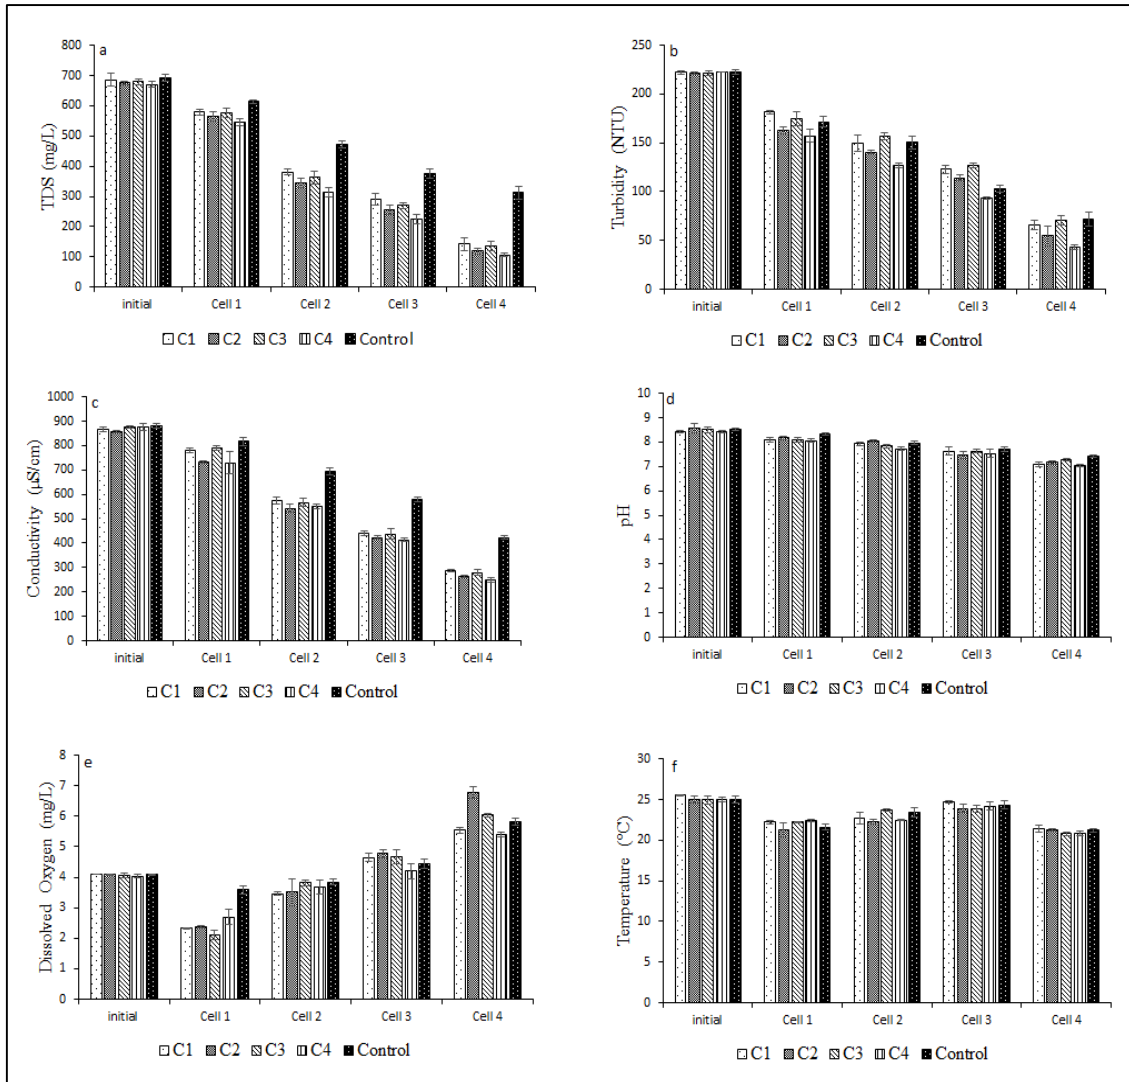 a
TDS (mg/L)
800
700
600
500
400
300
200
100
0
initial Cell 1 Cell 2 Cell 3 Cell 4
C1 C2 C3 C4 Control
b
Turbidity (NTU)
250
200
150
100
50
0
initial Cell 1 Cell 2 Cell 3 Cell 4
C1 C2 C3 C4 Control
c
Conductivity (µS/cm)
1000
900
800
700
600
500
400
300
200
100
0
initial Cell 1 Cell 2 Cell 3 Cell 4
C1 C2 C3 C4 Control
d
pH
10
9
8
7
6
5
4
3
2
1
0
initial Cell 1 Cell 2 Cell 3 Cell 4
C1 C2 C3 C4 Control
e
Dissolved Oxygen (mg/L)
8
7
6
5
4
3
2
1
0
initial Cell 1 Cell 2 Cell 3 Cell 4
C1 C2 C3 C4 Control
f
Temperature (°C)
30
25
20
15
10
5
0
initial Cell 1 Cell 2 Cell 3 Cell 4
C1 C2 C3 C4 Control